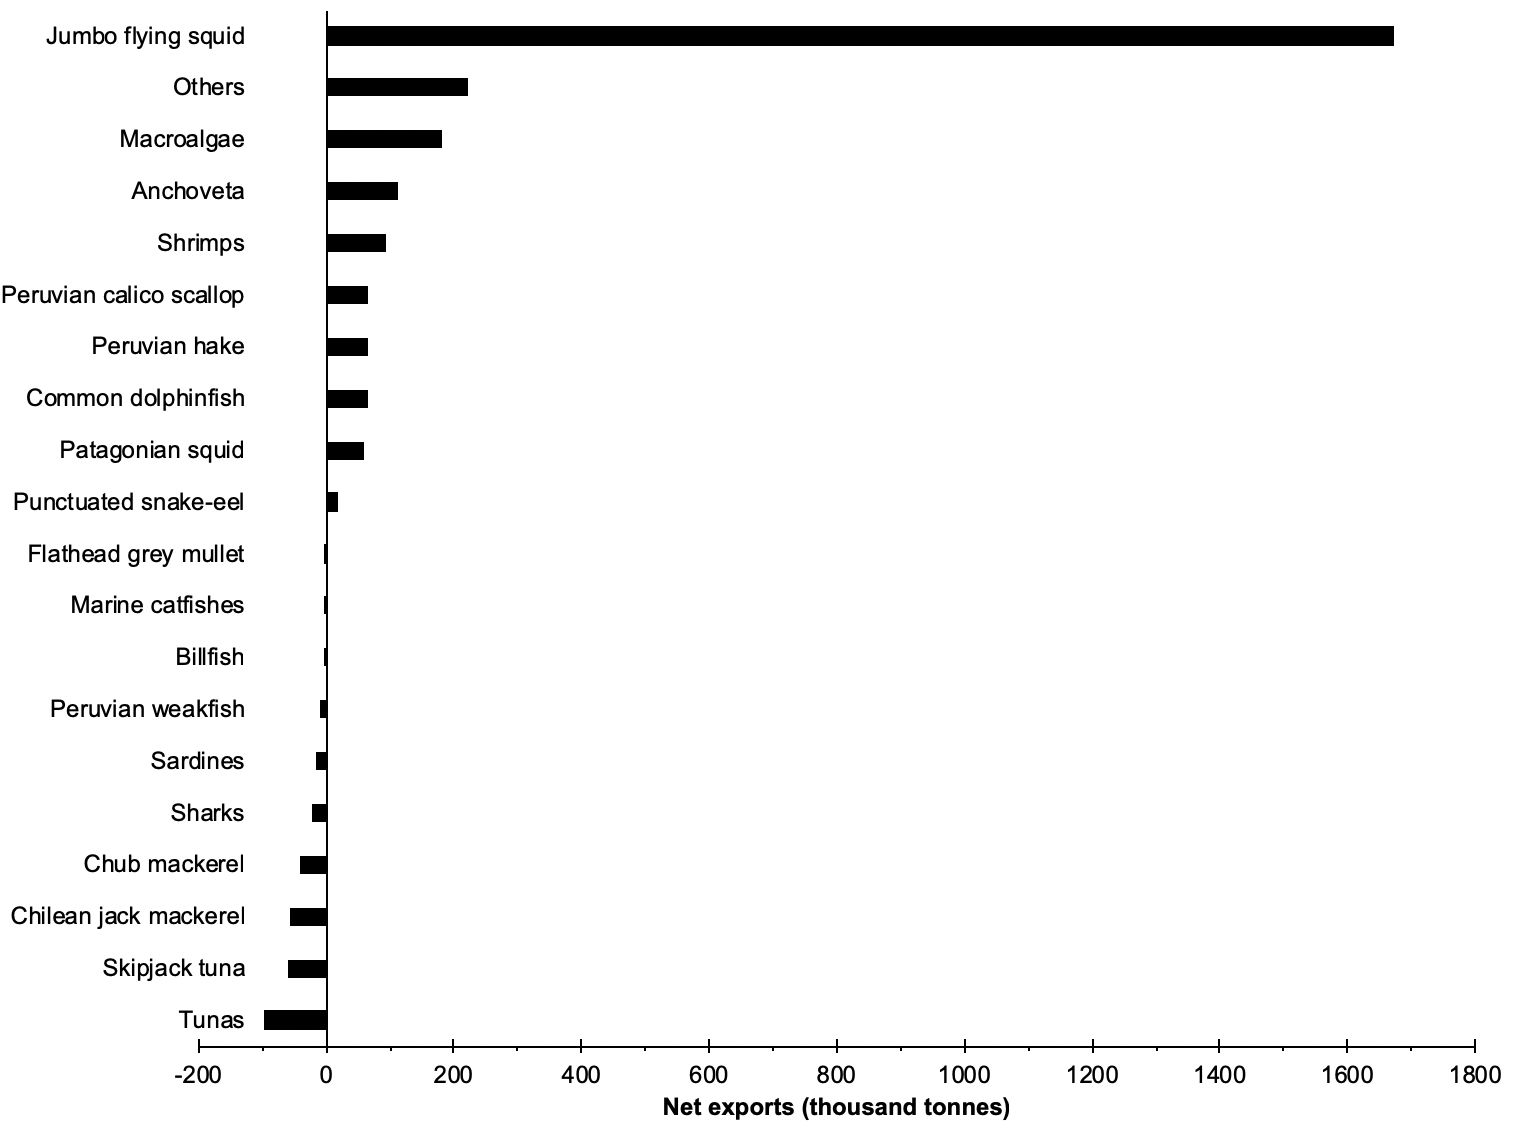 Jumbo flying squid
Others
Macroalgae
Anchoveta
Shrimps
Peruvian calico scallop
Peruvian hake
Common dolphinfish
Patagonian squid
Punctuated snake-eel
Flathead grey mullet
Marine catfishes
Billfish
Peruvian weakfish
Sardines
Sharks
Chub mackerel
Chilean jack mackerel
Skipjack tuna
Tunas
-200 0 200 400 600 800 1000 1200 1400 1600 1800
Net exports (thousand tonnes)